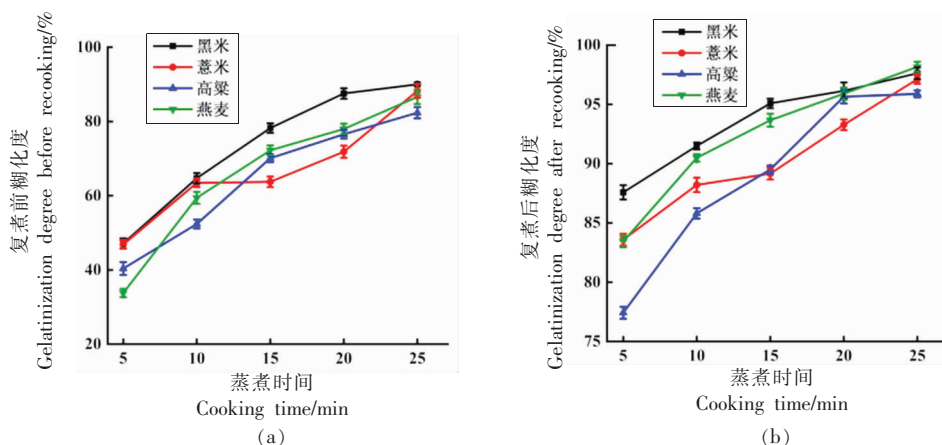 复煮前糊化度
Gelatinization degree before recooking/%
100
80
60
40
20
黑米
薏米
高粱
燕麦
5 10 15 20 25
蒸煮时间
Cooking time/min
(a)
复煮后糊化度
Gelatinization degree after recooking/%
100
95
90
85
80
75
黑米
薏米
高粱
燕麦
5 10 15 20 25
蒸煮时间
Cooking time/min
(b)